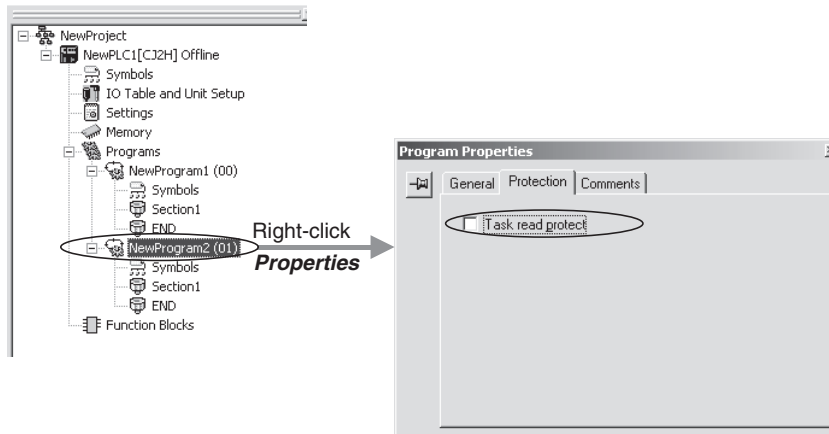 NewProject
NewPLC1[CJ2H] Offline
Symbols
IO Table and Unit Setup
Settings
Memory
Programs
NewProgram1 (00)
Symbols
Section1
END
NewProgram2 (01)
Symbols
Section1
END
Function Blocks
Right-click
Properties
Program Properties
General Protection Comments
Task read protect